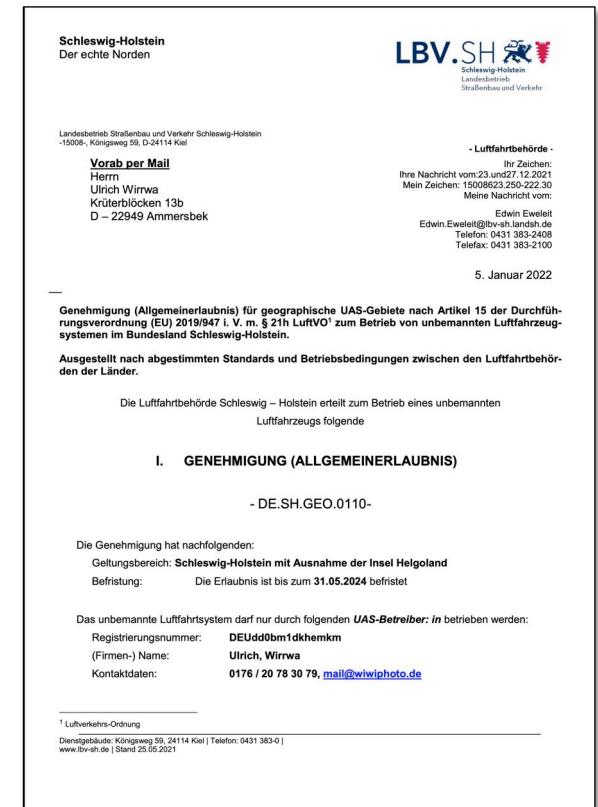 Schleswig-Holstein
Der echte Norden
LBV.SH
Schleswig-Holstein
Landesbetrieb
Straßenbau und Verkehr
Landesbetrieb Straßenbau und Verkehr Schleswig-Holstein
-15008-, Königsweg 59, D-24114 Kiel
Vorab per Mail
Herrn
Ulrich Wirrwa
Krüterblöcken 13b
D – 22949 Ammersbek
- Luftfahrtbehörde -
Ihr Zeichen:
Ihre Nachricht vom:23.und27.12.2021
Mein Zeichen: 15008623.250-222.30
Meine Nachricht vom:
Edwin Eweleit
Edwin.Eweleit@lbv-sh.landsh.de
Telefon: 0431 383-2408
Telefax: 0431 383-2100
5. Januar 2022
Genehmigung (Allgemeinerlaubnis) für geographische UAS-Gebiete nach Artikel 15 der Durchfüh-
rungsverordnung (EU) 2019/947 i. V. m. § 21h LuftVO¹ zum Betrieb von unbemannten Luftfahrzeug-
systemen im Bundesland Schleswig-Holstein.
Ausgestellt nach abgestimmten Standards und Betriebsbedingungen zwischen den Luftfahrtbehör-
den der Länder.
Die Luftfahrtbehörde Schleswig – Holstein erteilt zum Betrieb eines unbemannten
Luftfahrzeugs folgende
I. GENEHMIGUNG (ALLGEMEINERLAUBNIS)
- DE.SH.GEO.0110-
Die Genehmigung hat nachfolgenden:
Geltungsbereich: Schleswig-Holstein mit Ausnahme der Insel Helgoland
Befristung: Die Erlaubnis ist bis zum 31.05.2024 befristet
Das unbemannte Luftfahrtsystem darf nur durch folgenden UAS-Betreiber: in betrieben werden:
Registrierungsnummer: DEUdd0bm1dkhemkm
(Firmen-) Name: Ulrich, Wirrwa
Kontaktdaten: 0176 / 20 78 30 79, mail@wiwiphoto.de
¹ Luftverkehrs-Ordnung
Dienstgebäude: Königsweg 59, 24114 Kiel | Telefon: 0431 383-0 |
www.lbv-sh.de | Stand 25.05.2021